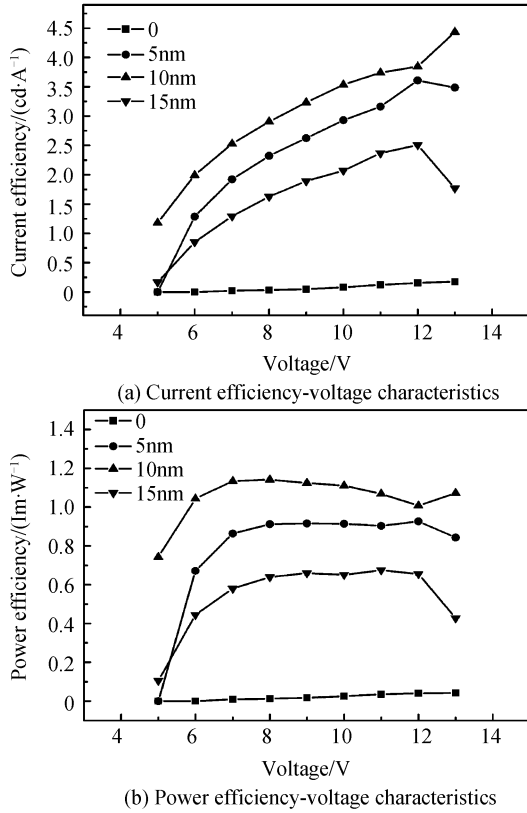 4.5
4.0
3.5
3.0
2.5
2.0
1.5
1.0
0.5
0
Current efficiency/(cd·A⁻¹)
0
5nm
10nm
15nm
4 6 8 10 12 14
Voltage/V
(a) Current efficiency-voltage characteristics
1.4
1.2
1.0
0.8
0.6
0.4
0.2
0
Power efficiency/(Im·W⁻¹)
0
5nm
10nm
15nm
4 6 8 10 12 14
Voltage/V
(b) Power efficiency-voltage characteristics